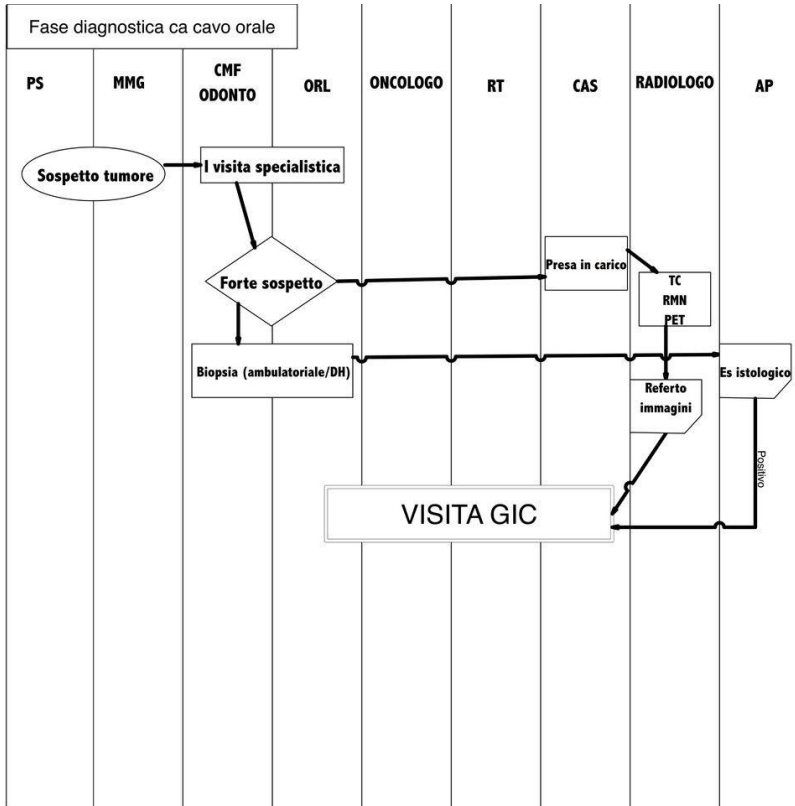 Fase diagnostica ca cavo orale
PS
MMG
CMF
ODONTO
ORL
ONCOLOGO
RT
CAS
RADIOLOGO
AP
Sospetto tumore
I visita specialistica
Forte sospetto
Presa in carico
TC
RMN
PET
Biopsia (ambulatoriale/DH)
Es istologico
Referto
immagini
Positivo
VISITA GIC